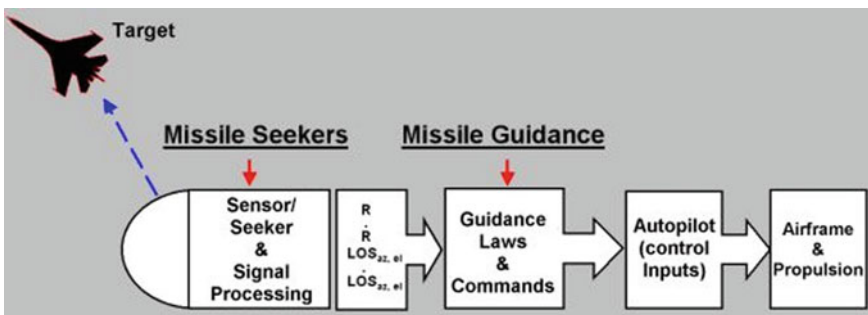 Target
Missile Seekers
Missile Guidance
Sensor/
Seeker
&
Signal
Processing
R
Ṙ
LOSaz, el
LȮSaz, el
Guidance
Laws
&
Commands
Autopilot
(control
Inputs)
Airframe
&
Propulsion